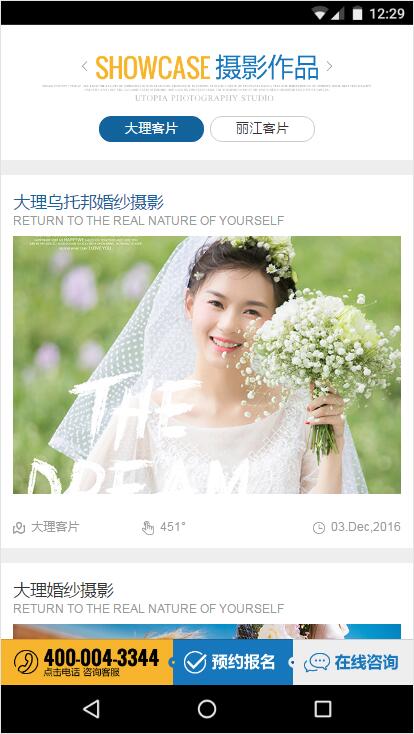 12:29
SHOWCASE 摄影作品
UTOPIA PHOTOGRAPHY STUDIO
大理客片 丽江客片
大理乌托邦婚纱摄影
RETURN TO THE REAL NATURE OF YOURSELF
THE
DREAM
大理客片 451° 03.Dec,2016
大理婚纱摄影
RETURN TO THE REAL NATURE OF YOURSELF
400-004-3344 预约报名 在线咨询
点击电话 咨询客服